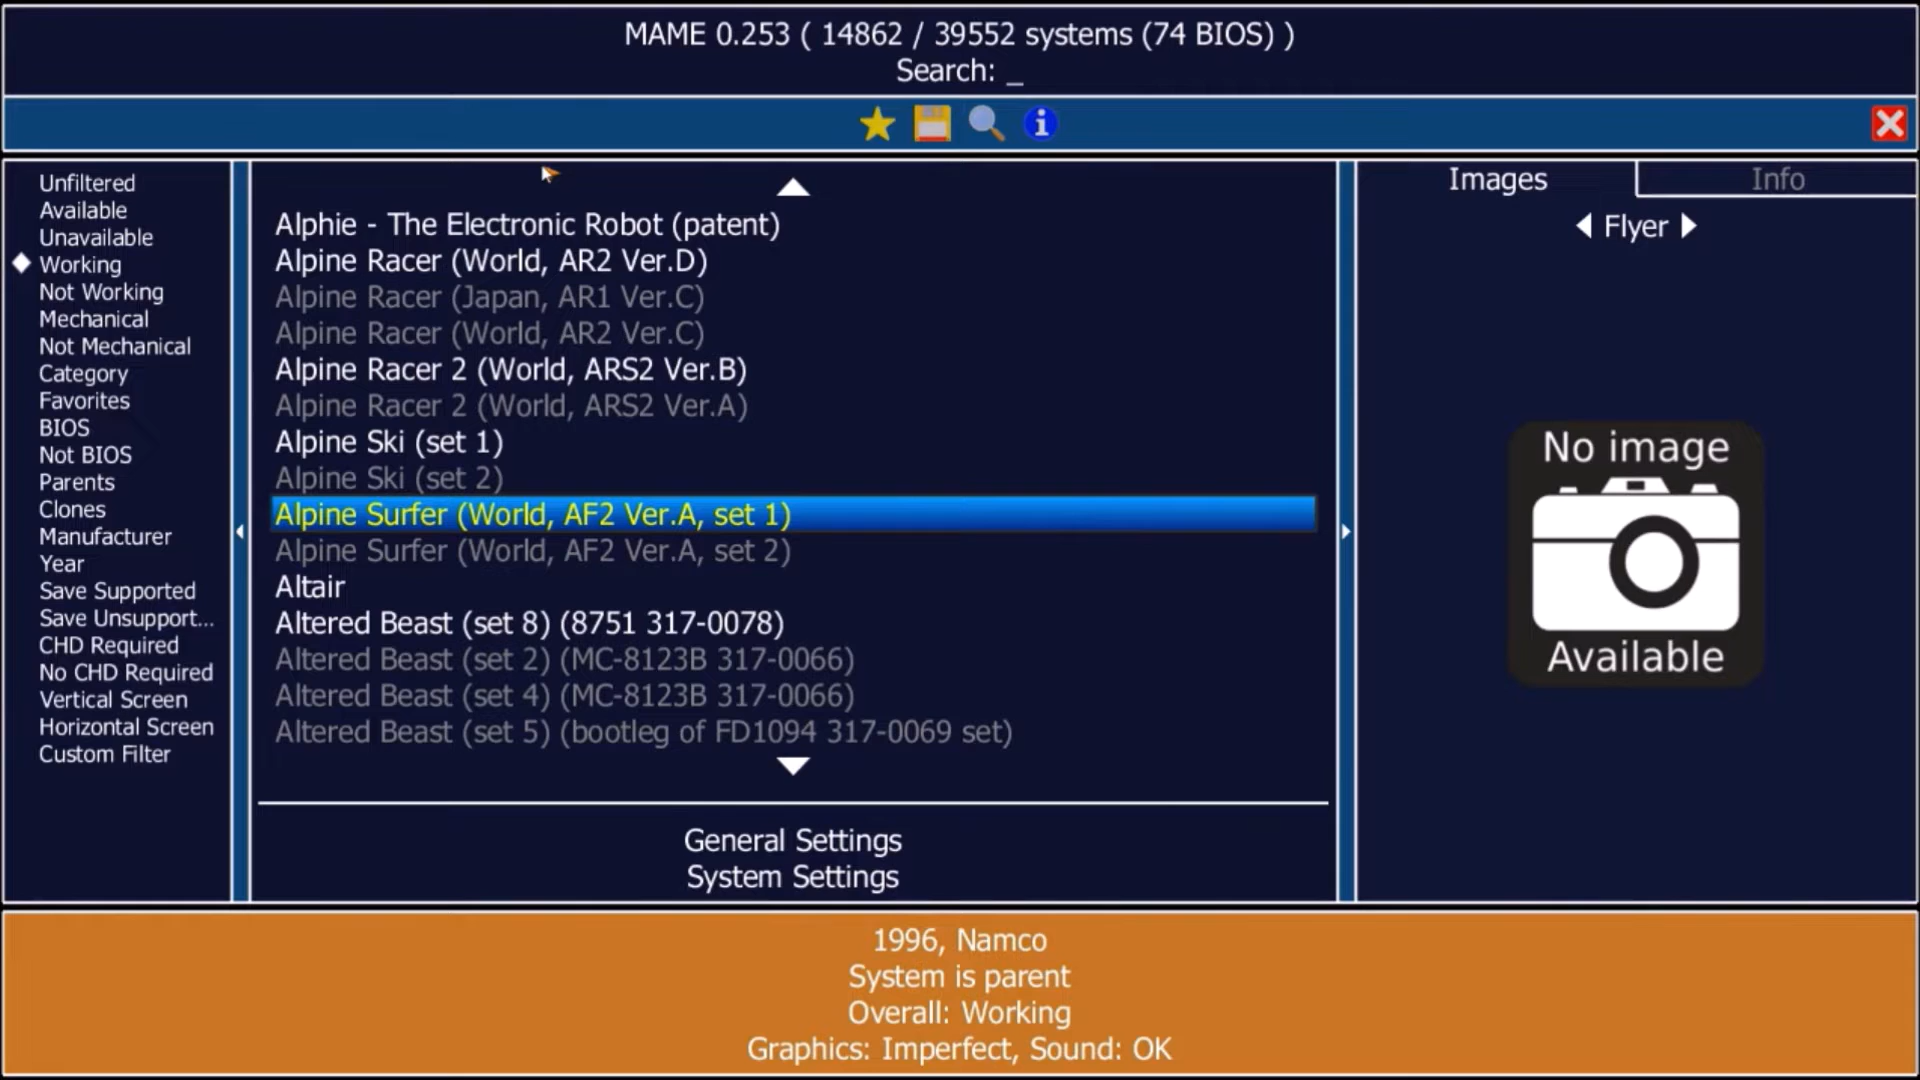 MAME 0.253 ( 14862 / 39552 systems (74 BIOS) )
Search: _
Unfiltered
Available
Unavailable
Working
Not Working
Mechanical
Not Mechanical
Category
Favorites
BIOS
Not BIOS
Parents
Clones
Manufacturer
Year
Save Supported
Save Unsupport...
CHD Required
No CHD Required
Vertical Screen
Horizontal Screen
Custom Filter
Alphie - The Electronic Robot (patent)
Alpine Racer (World, AR2 Ver.D)
Alpine Racer (Japan, AR1 Ver.C)
Alpine Racer (World, AR2 Ver.C)
Alpine Racer 2 (World, ARS2 Ver.B)
Alpine Racer 2 (World, ARS2 Ver.A)
Alpine Ski (set 1)
Alpine Ski (set 2)
Alpine Surfer (World, AF2 Ver.A, set 1)
Alpine Surfer (World, AF2 Ver.A, set 2)
Altair
Altered Beast (set 8) (8751 317-0078)
Altered Beast (set 2) (MC-8123B 317-0066)
Altered Beast (set 4) (MC-8123B 317-0066)
Altered Beast (set 5) (bootleg of FD1094 317-0069 set)
General Settings
System Settings
Images
Info
Flyer
No image
Available
1996, Namco
System is parent
Overall: Working
Graphics: Imperfect, Sound: OK